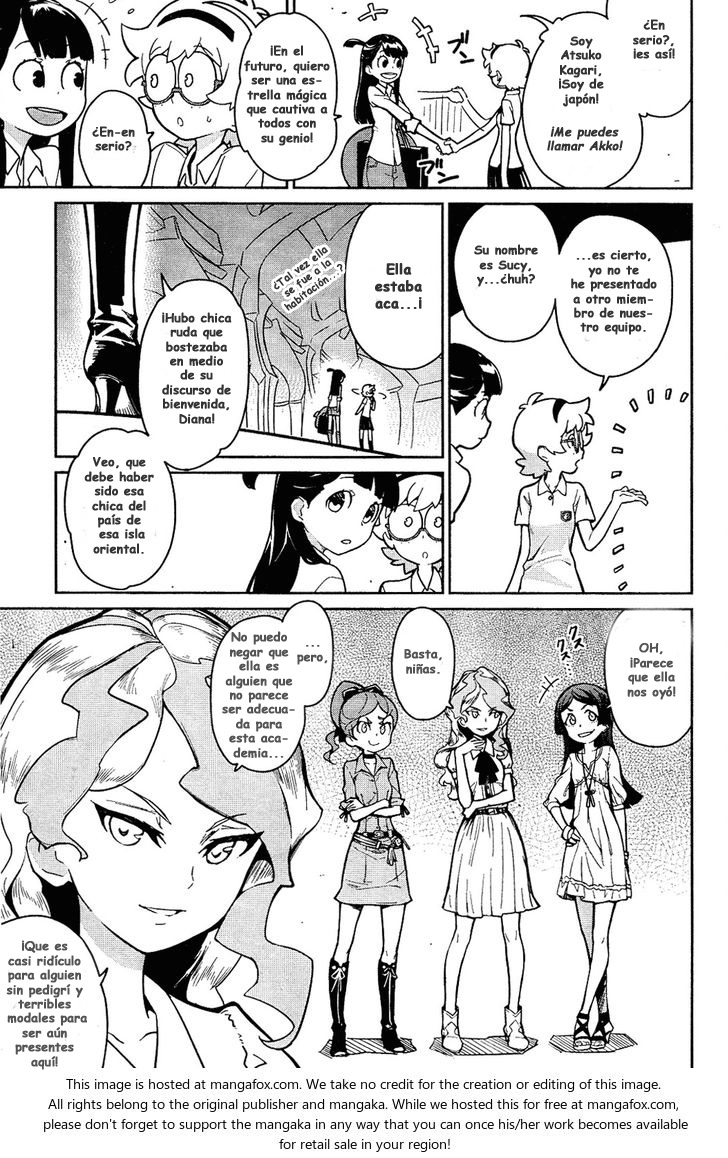 ¿En
serio?,
¡es así!
Soy
Atsuko
Kagari,
¡Soy de
japón!
¡Me puedes
llamar Akko!
¡En el
futuro, quiero
ser una es-
trella mágica
que cautiva a
todos con
su genio!
¿En-en
serio?
...es cierto,
yo no te
he presentado
a otro miem-
bro de nues-
tro equipo.
Su nombre
es Sucy,
y...¿huh?
Ella
estaba
aca...¡
¿Tal vez ella
se fue a la
habitación...?
¡Hubo chica
ruda que
bostezaba
en medio
de su
discurso de
bienvenida,
Diana!
Veo, que
debe haber
sido esa
chica del
país de
esa isla
oriental.
OH,
¡Parece
que ella
nos oyó!
クス
クス...
Basta,
niñas.
...
pero,
No puedo
negar que
ella es
alguien que
no parece
ser adecua-
da para
esta aca-
demia...
¡Que es
casi ridículo
para alguien
sin pedigrí y
terribles
modales para
ser aún
presentes
aquí!
This image is hosted at mangafox.com. We take no credit for the creation or editing of this image.
All rights belong to the original publisher and mangaka. While we hosted this for free at mangafox.com,
please don't forget to support the mangaka in any way that you can once his/her work becomes available
for retail sale in your region!